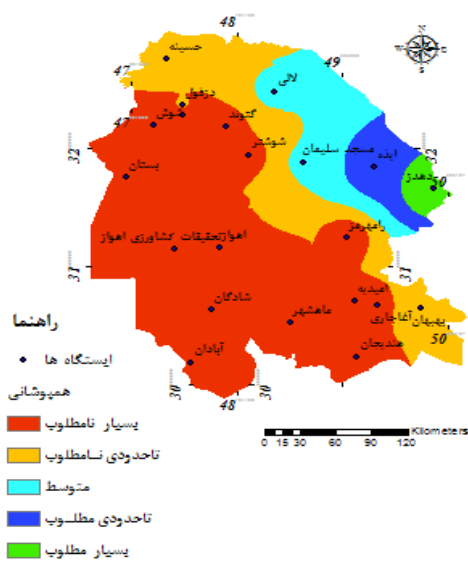 48
حسینیه
47
لالی
49
N
W E
S
دزفول
شوش
گتوند
47
32
شوشتر
مسجد سلیمان
ایذه
32
بستان
دهدز
50
رامهرمز
اهواز
تحقیقات کشاورزی اهواز
31
31
امیدیه
آغاجاری
بهبهان
شادگان
ماهشهر
50
هندیجان
آبادان
30
30
48
راهنما
ایستگاه ها
همپوشانی
بسیار نامطلوب
تاحدودی نامطلوب
متوسط
تاحدودی مطلوب
بسیار مطلوب
Kilometers
0 15 30 60 90 120